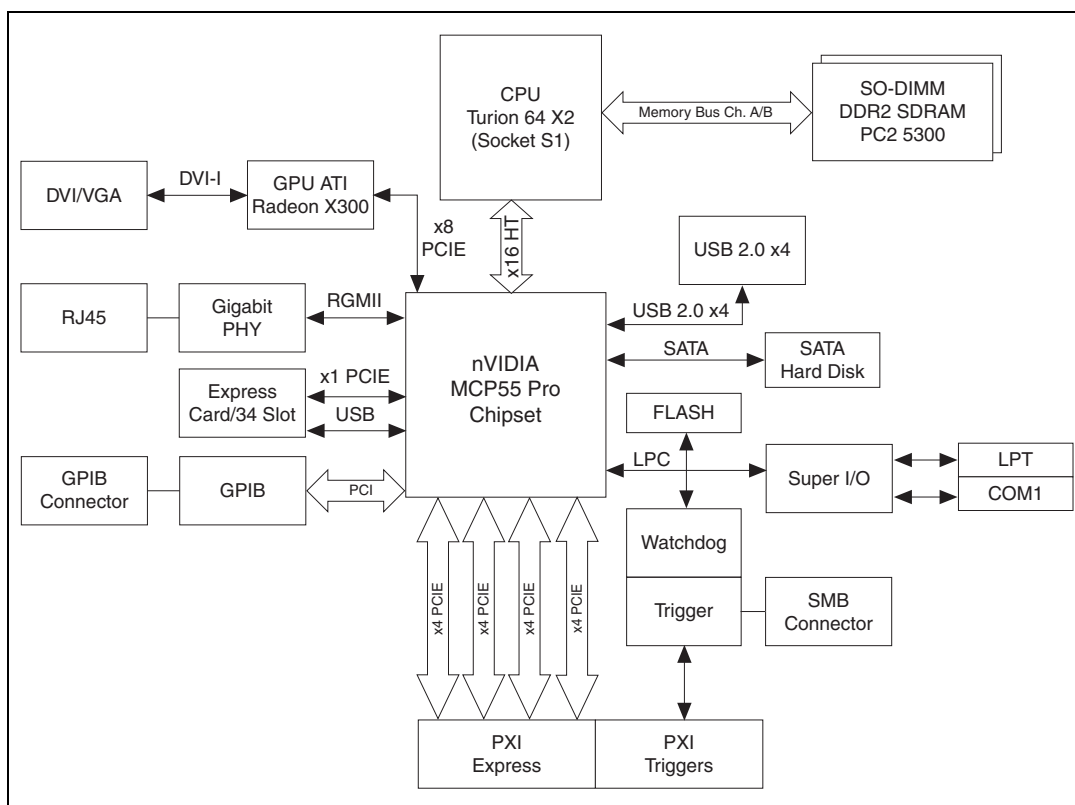 CPU
Turion 64 X2
(Socket S1)
Memory Bus Ch. A/B
SO-DIMM
DDR2 SDRAM
PC2 5300
DVI/VGA
DVI-I
GPU ATI
Radeon X300
x8
PCIE
x16 HT
USB 2.0 x4
RJ45
Gigabit
PHY
RGMII
nVIDIA
MCP55 Pro
Chipset
USB 2.0 x4
SATA
SATA
Hard Disk
Express
Card/34 Slot
x1 PCIE
USB
FLASH
LPC
Super I/O
LPT
COM1
GPIB
Connector
GPIB
PCI
Watchdog
Trigger
SMB
Connector
x4 PCIE
x4 PCIE
x4 PCIE
x4 PCIE
PXI
Express
PXI
Triggers